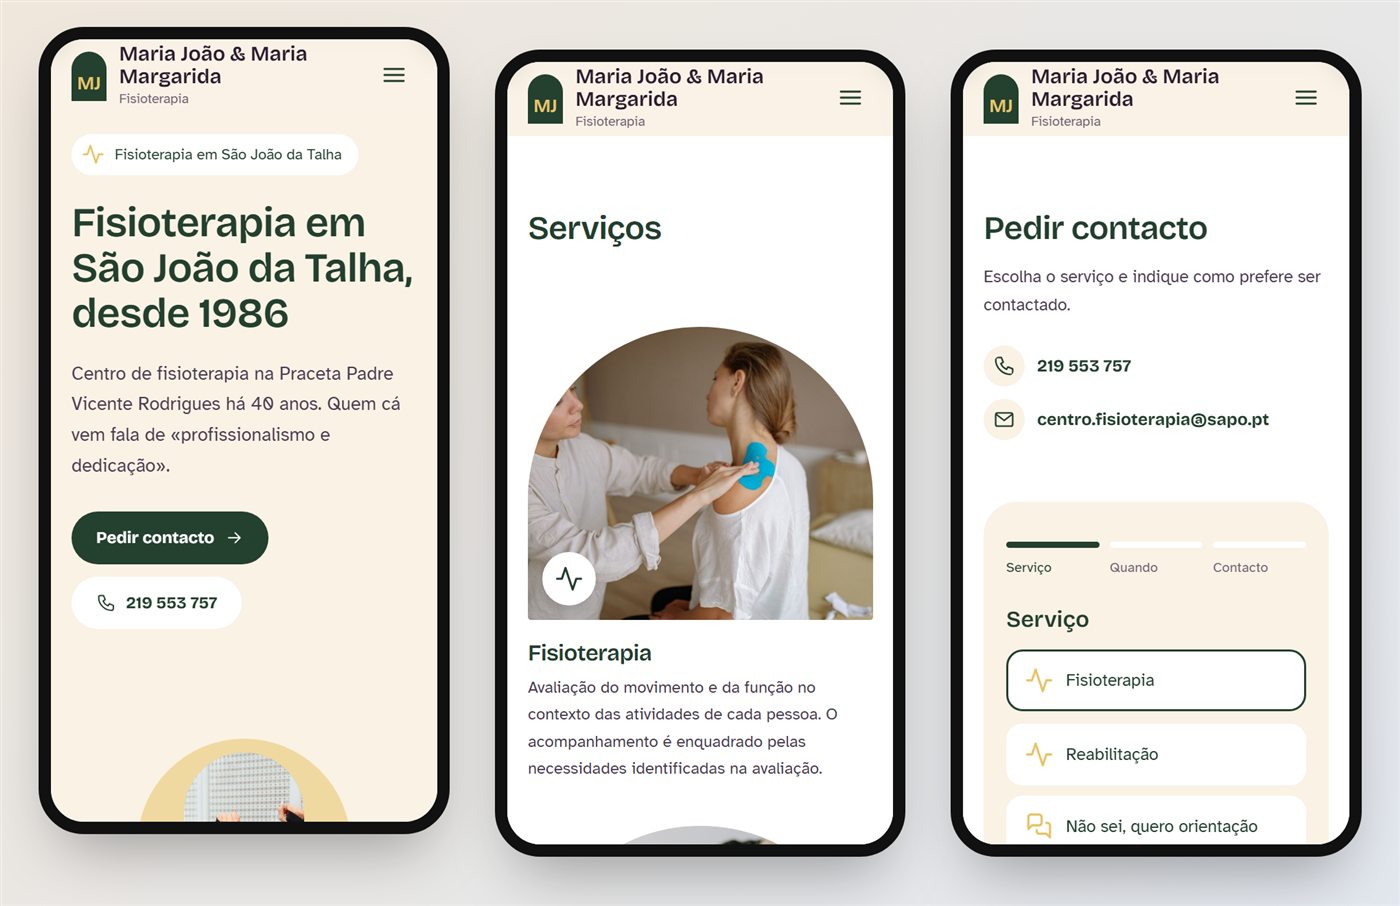 MJ
Maria João & Maria
Margarida
Fisioterapia
Fisioterapia em São João da Talha
Fisioterapia em
São João da Talha,
desde 1986
Centro de fisioterapia na Praceta Padre
Vicente Rodrigues há 40 anos. Quem cá
vem fala de «profissionalismo e
dedicação».
Pedir contacto
219 553 757
MJ
Maria João & Maria
Margarida
Fisioterapia
Serviços
Fisioterapia
Avaliação do movimento e da função no
contexto das atividades de cada pessoa. O
acompanhamento é enquadrado pelas
necessidades identificadas na avaliação.
MJ
Maria João & Maria
Margarida
Fisioterapia
Pedir contacto
Escolha o serviço e indique como prefere ser
contactado.
219 553 757
centro.fisioterapia@sapo.pt
Serviço Quando Contacto
Serviço
Fisioterapia
Reabilitação
Não sei, quero orientação